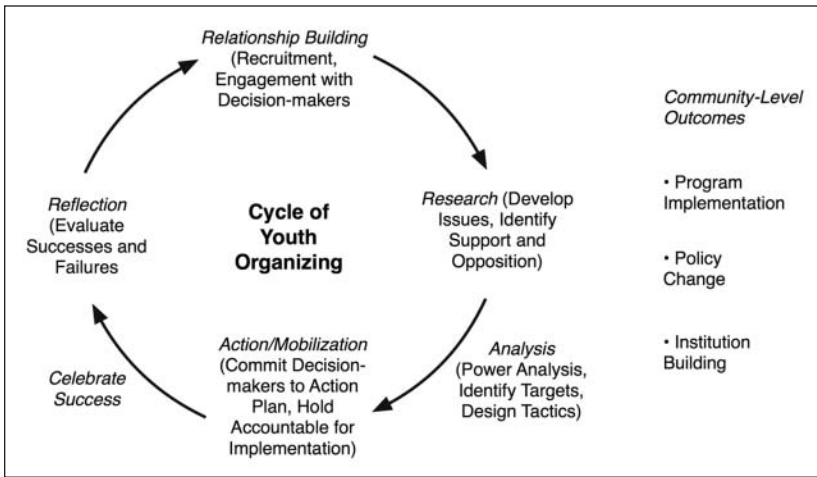 Relationship Building
(Recruitment,
Engagement with
Decision-makers
Research (Develop
Issues, Identify
Support and
Opposition)
Analysis
(Power Analysis,
Identify Targets,
Design Tactics)
Action/Mobilization
(Commit Decision-
makers to Action
Plan, Hold
Accountable for
Implementation)
Celebrate
Success
Reflection
(Evaluate
Successes and
Failures
Cycle of
Youth
Organizing
Community-Level
Outcomes
• Program
Implementation
• Policy
Change
• Institution
Building